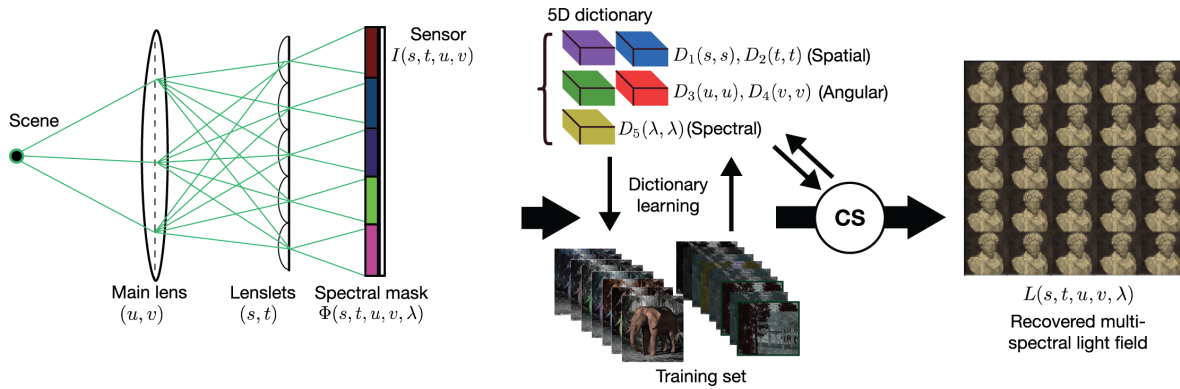 Scene
Main lens
(u, v)
Lenslets
(s, t)
Spectral mask
Φ(s, t, u, v, λ)
Sensor
I(s, t, u, v)
5D dictionary
D₁(s, s), D₂(t, t) (Spatial)
D₃(u, u), D₄(v, v) (Angular)
D₅(λ, λ)(Spectral)
Dictionary
learning
Training set
CS
L(s, t, u, v, λ)
Recovered multi-
spectral light field